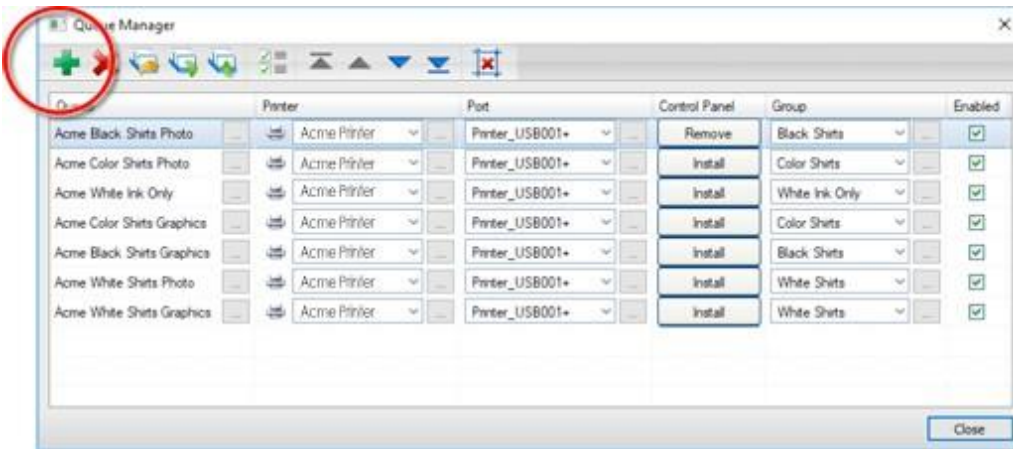 Queue Manager
Queue Printer Port Control Panel Group Enabled
Acme Black Shirts Photo ... Acme Printer ... Printer_USB001+ ... Remove Black Shirts ...
Acme Color Shirts Photo ... Acme Printer ... Printer_USB001+ ... Install Color Shirts ...
Acme White Ink Only ... Acme Printer ... Printer_USB001+ ... Install White Ink Only ...
Acme Color Shirts Graphics ... Acme Printer ... Printer_USB001+ ... Install Color Shirts ...
Acme Black Shirts Graphics ... Acme Printer ... Printer_USB001+ ... Install Black Shirts ...
Acme White Shirts Photo ... Acme Printer ... Printer_USB001+ ... Install White Shirts ...
Acme White Shirts Graphics ... Acme Printer ... Printer_USB001+ ... Install White Shirts ...
Close